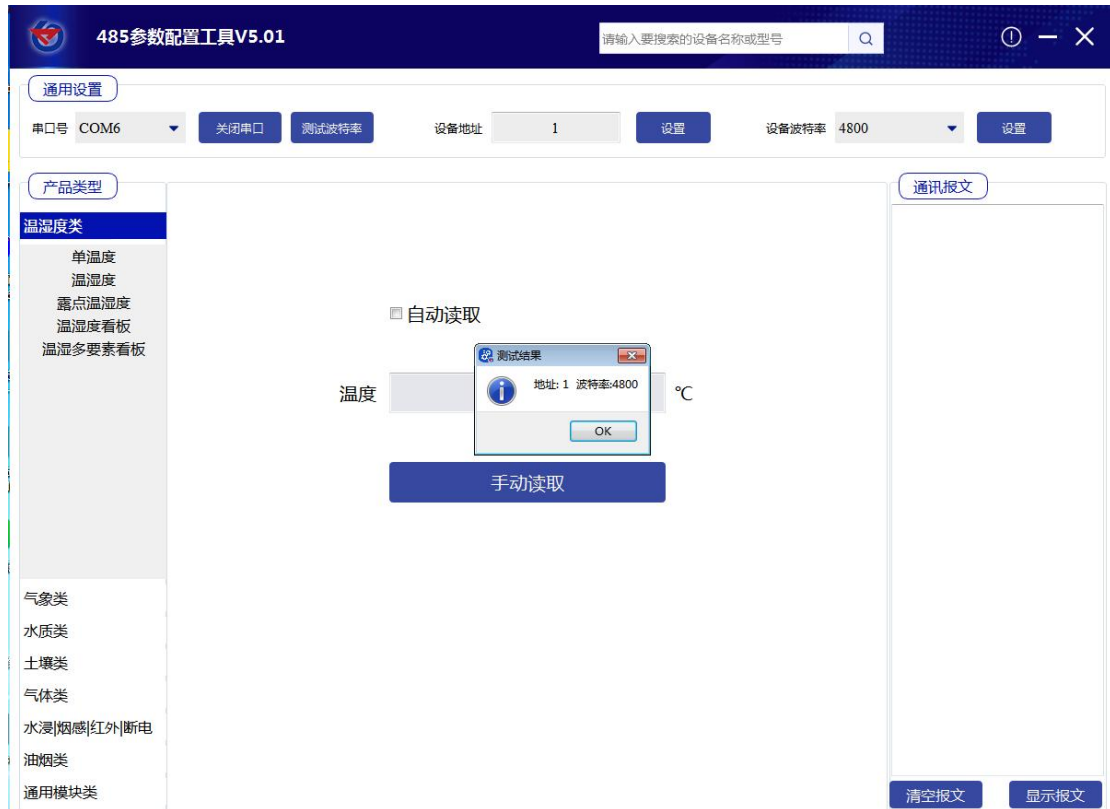 485参数配置工具V5.01
请输入要搜索的设备名称或型号
通用设置
串口号 COM6 关闭串口 测试波特率 设备地址 1 设置 设备波特率 4800 设置
产品类型
温湿度类
单温度
温湿度
露点温湿度
温湿度看板
温湿多要素看板
气象类
水质类
土壤类
气体类
水浸|烟感|红外|断电
油烟类
通用模块类
自动读取
温度 ℃
测试结果
地址: 1 波特率:4800
OK
手动读取
通讯报文
清空报文 显示报文